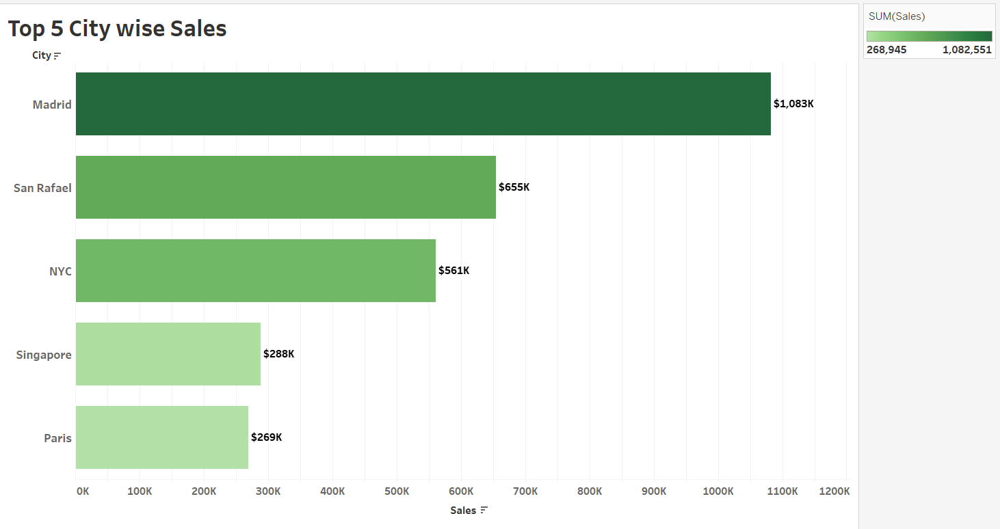 Top 5 City wise Sales
City
Madrid
$1,083K
San Rafael
$655K
NYC
$561K
Singapore
$288K
Paris
$269K
0K 100K 200K 300K 400K 500K 600K 700K 800K 900K 1000K 1100K 1200K
Sales
SUM(Sales)
268,945 1,082,551